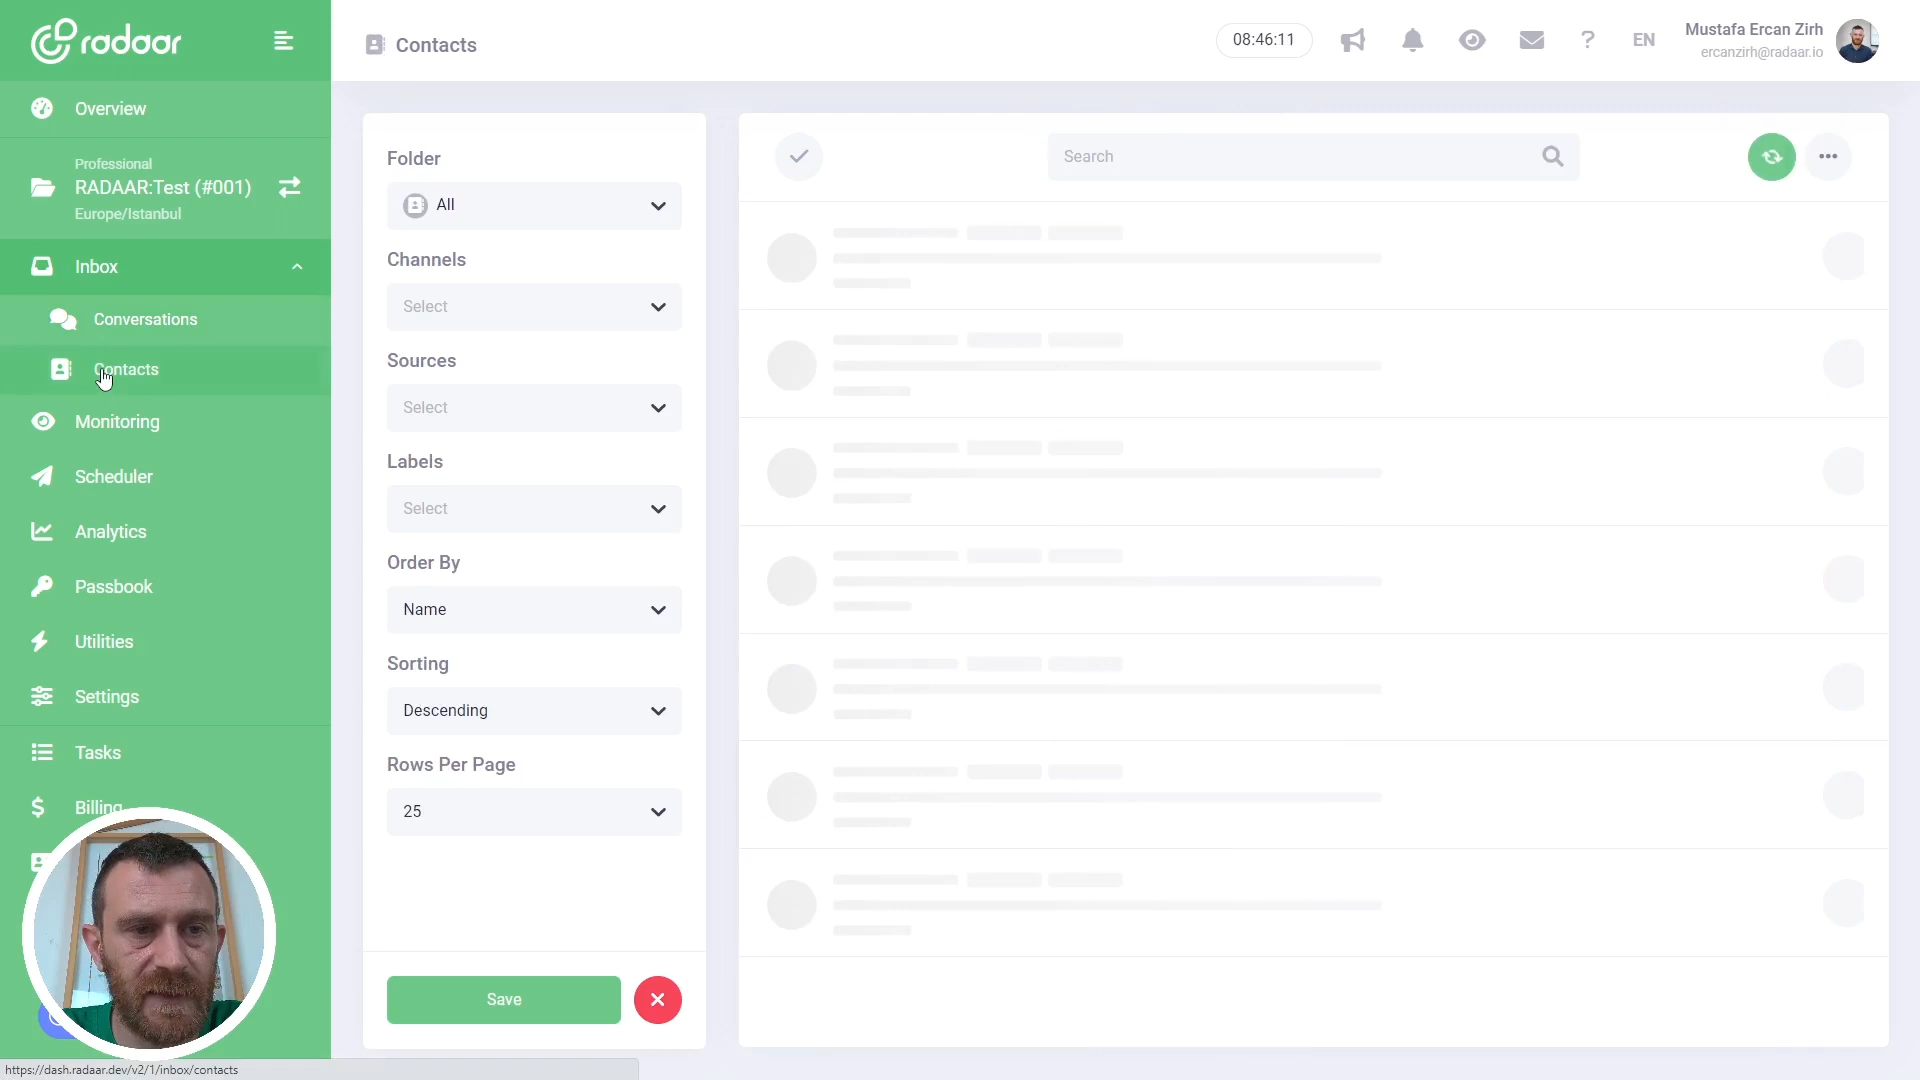 radaar
Contacts
08:46:11
EN
Mustafa Ercan Zirh
ercanzirh@radaar.io
Overview
Professional
RADAAR:Test (#001)
Europe/Istanbul
Inbox
Conversations
Contacts
Monitoring
Scheduler
Analytics
Passbook
Utilities
Settings
Tasks
Billing
Folder
All
Channels
Select
Sources
Select
Labels
Select
Order By
Name
Sorting
Descending
Rows Per Page
25
Save
Search
https://dash.radaar.dev/v2/1/inbox/contacts